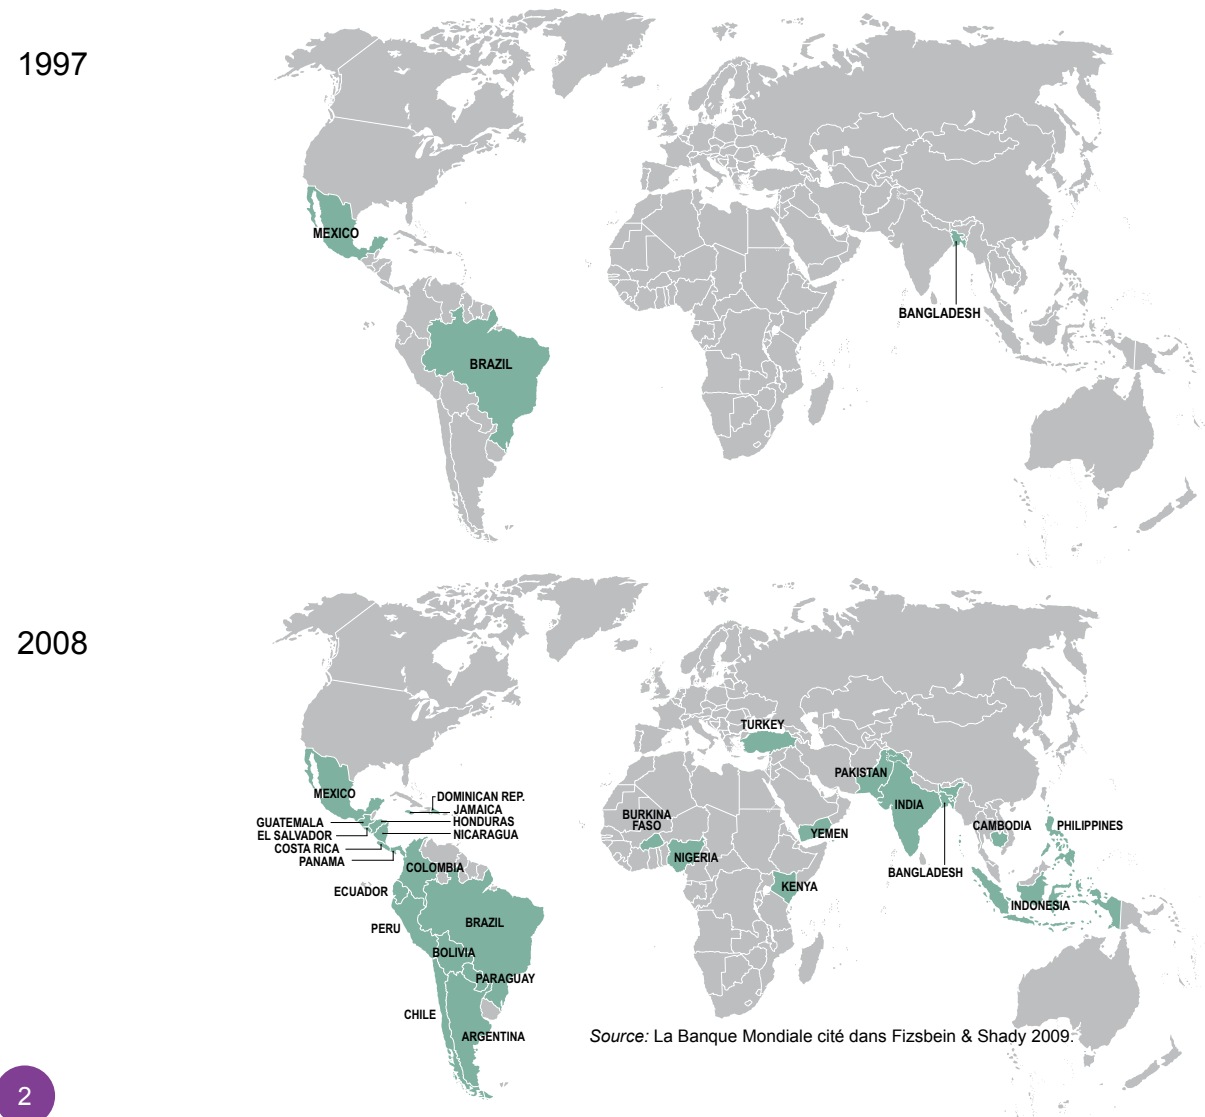 1997
MEXICO
BANGLADESH
BRAZIL
2008
TURKEY
PAKISTAN
MEXICO
DOMINICAN REP.
INDIA
JAMAICA
BURKINA
FASO
GUATEMALA
HONDURAS
CAMBODIA
PHILIPPINES
EL SALVADOR
NICARAGUA
YEMEN
COSTA RICA
PANAMA
NIGERIA
COLOMBIA
BANGLADESH
KENYA
ECUADOR
INDONESIA
BRAZIL
PERU
BOLIVIA
PARAGUAY
CHILE
ARGENTINA
Source: La Banque Mondiale cité dans Fizsbein & Shady 2009.
2